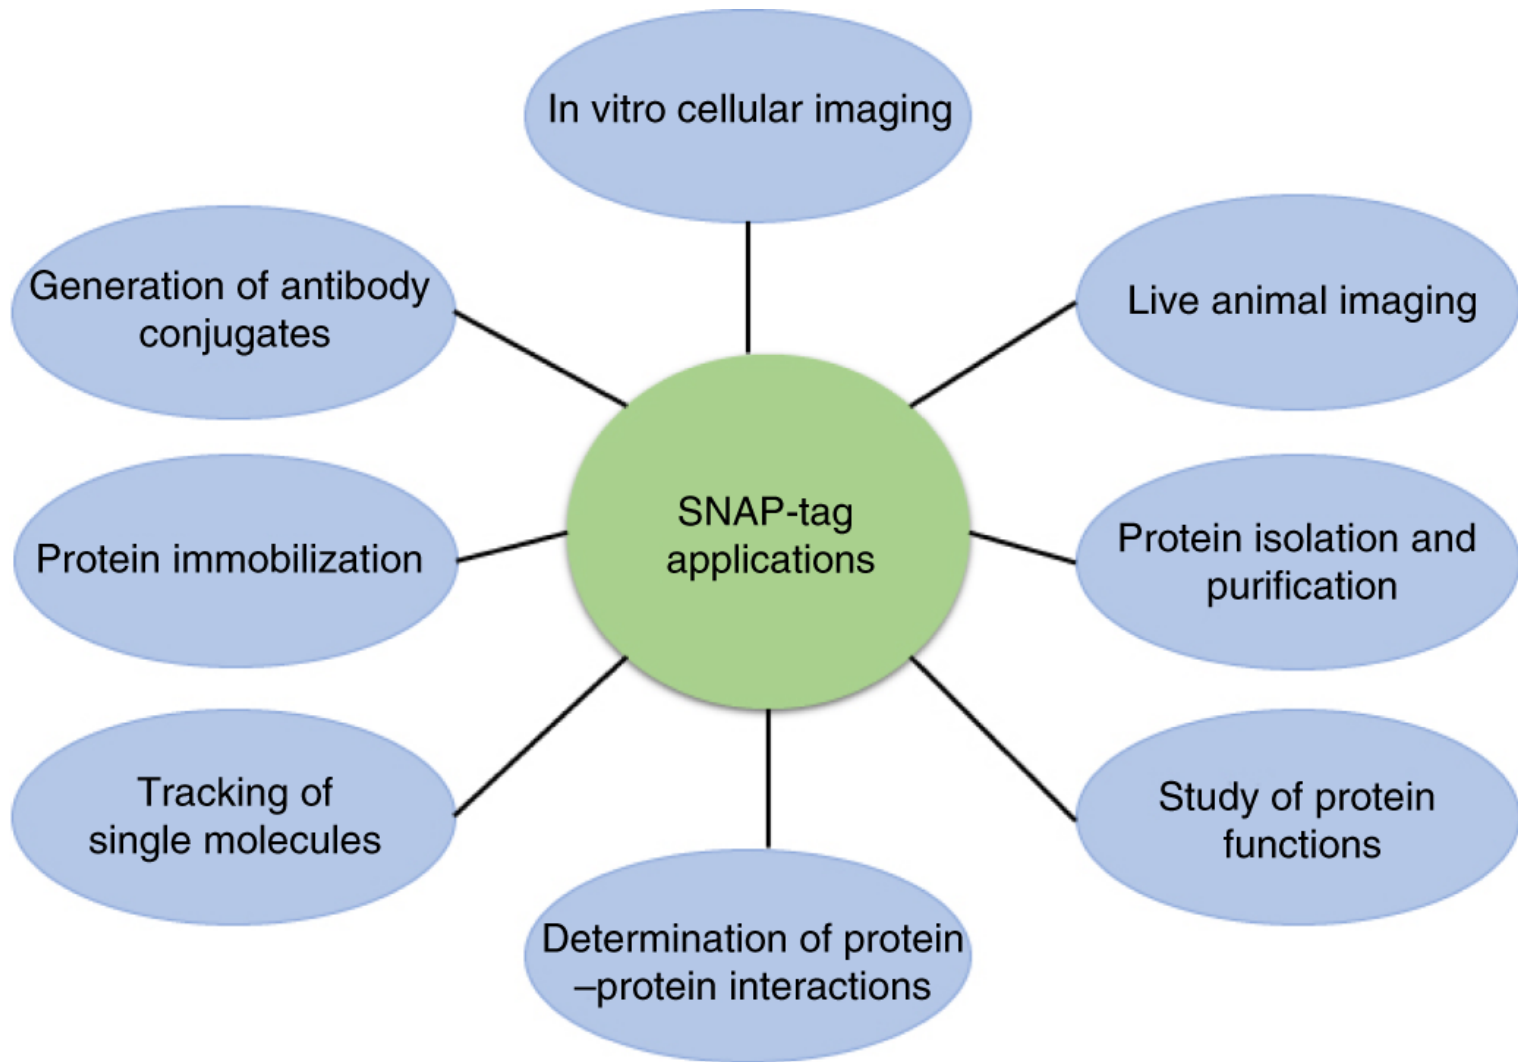 In vitro cellular imaging
Generation of antibody
conjugates
Live animal imaging
SNAP-tag
applications
Protein immobilization
Protein isolation and
purification
Tracking of
single molecules
Study of protein
functions
Determination of protein
–protein interactions